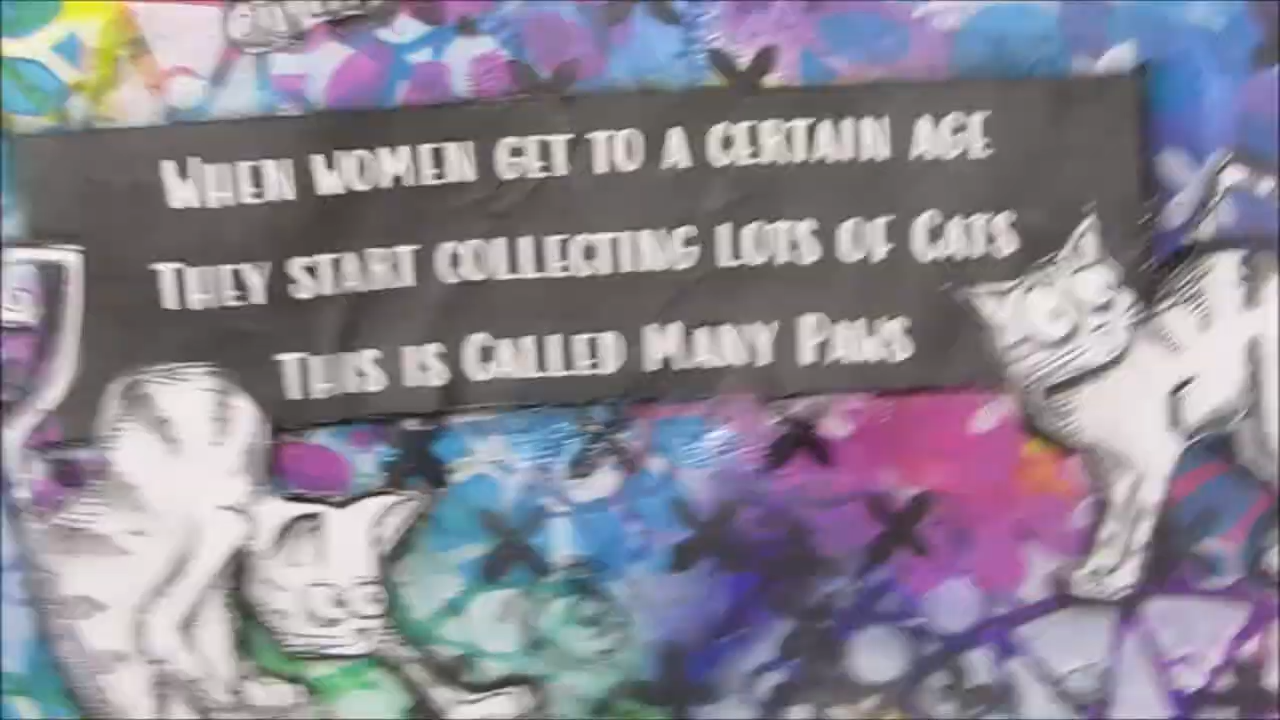 When women get to a certain age
They start collecting lots of Cats
This is Called Many Paws